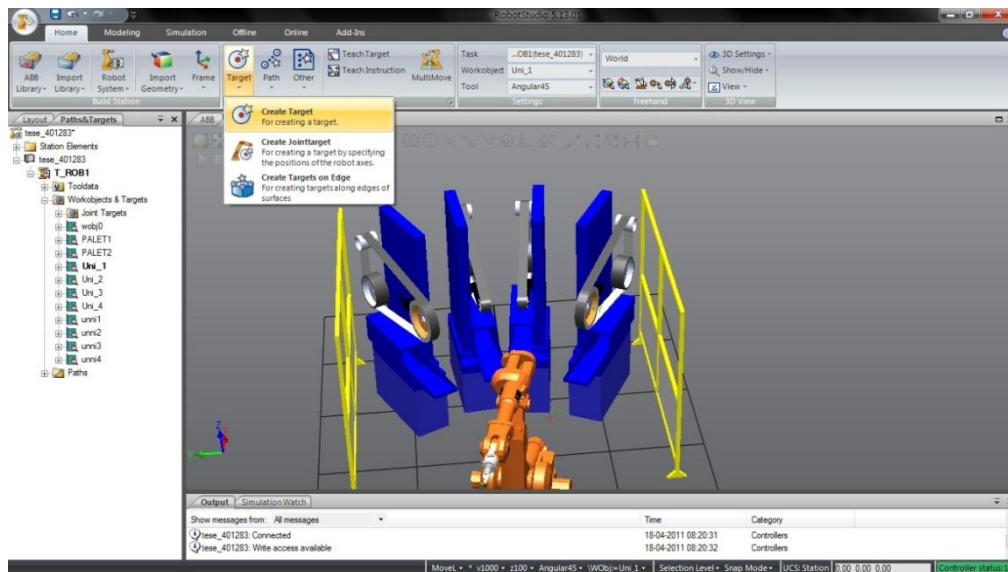 RobotStudio 5.13.01
Home Modeling Simulation Offline Online Add-Ins
ABB Library Import Library Robot System Import Geometry Frame
Build Station
Target Path Other
Teach Target
Teach Instruction
MultiMove
Task ...OB1(tese_401283)
Workobject Uni_1
Tool Angular45
Settings
World
Freehand
3D Settings
Show/Hide
View
3D View
Create Target
For creating a target.
Create Jointtarget
For creating a target by specifying
the positions of the robot axes.
Create Targets on Edge
For creating targets along edges of
surfaces
Layout Paths&Targets
ABB
tese_401283*
Station Elements
tese_401283
T_ROB1
Tooldata
Workobjects & Targets
Joint Targets
wobj0
PALET1
PALET2
Uni_1
Uni_2
Uni_3
Uni_4
unni1
unni2
unni3
unni4
Paths
Z
Y
Output Simulation Watch
Show messages from: All messages Time Category
tese_401283: Connected 18-04-2011 08:20:31 Controllers
tese_401283: Write access available 18-04-2011 08:20:32 Controllers
MoveL * v1000 z100 Angular45 \WObj:=Uni_1 Selection Level Snap Mode UCS: Station 0.00 0.00 0.00 Controller status: